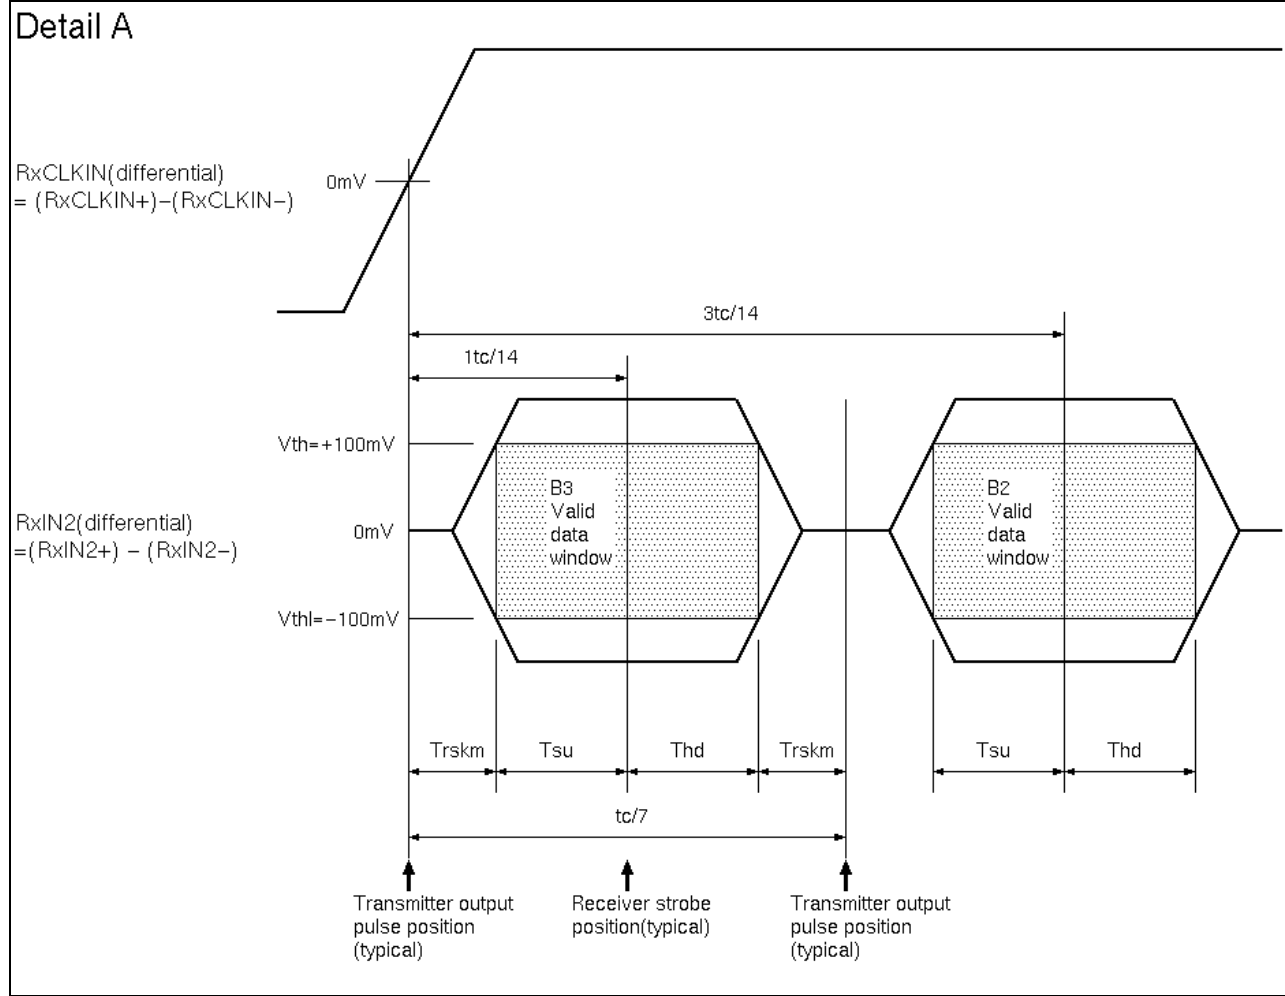 Detail A
RxCLKIN(differential)
= (RxCLKIN+)−(RxCLKIN−)
0mV
3tc/14
1tc/14
Vth=+100mV
B3
Valid
data
window
B2
Valid
data
window
RxIN2(differential)
=(RxIN2+) − (RxIN2−)
0mV
Vthl=−100mV
Trskm
Tsu
Thd
Trskm
Tsu
Thd
tc/7
Transmitter output
pulse position
(typical)
Receiver strobe
position(typical)
Transmitter output
pulse position
(typical)